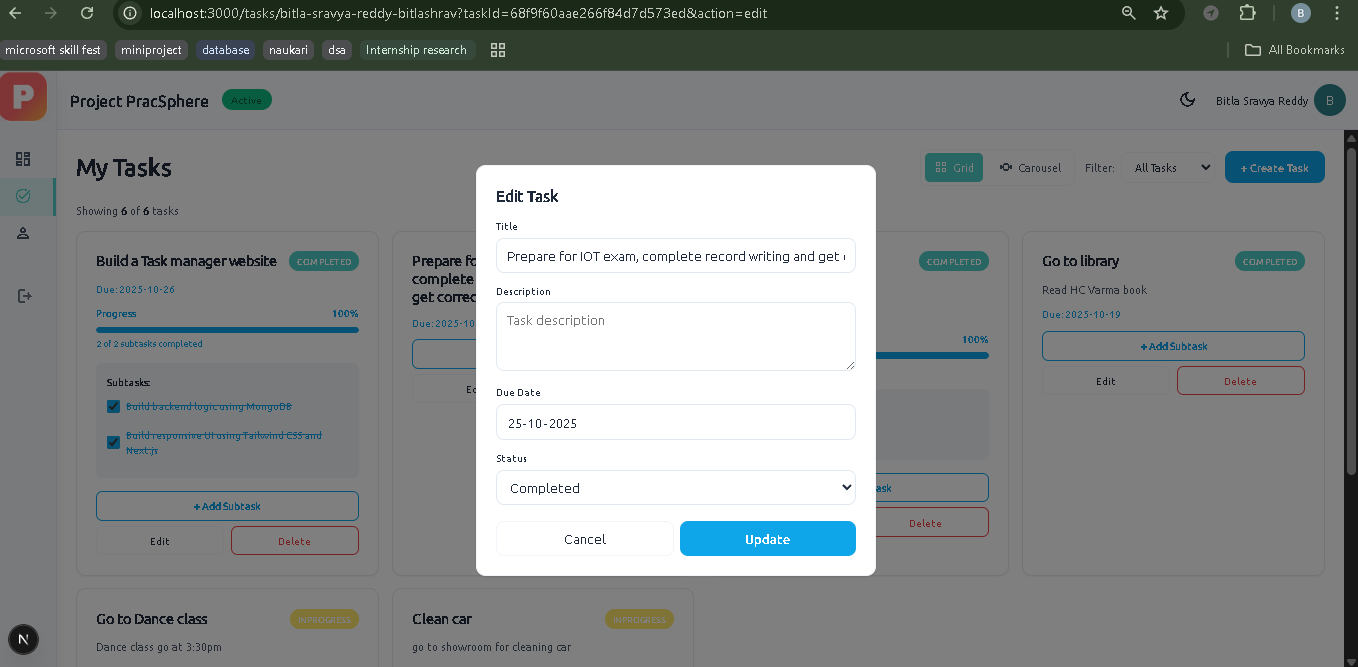 localhost:3000/tasks/bitla-sravya-reddy-bitlashrav?taskId=68f9f60aae266f84d7d573ed&action=edit
B
microsoft skill fest
miniproject
database
naukari
dsa
Internship research
All Bookmarks
P
Project PracSphere
Active
Bitla Sravya Reddy
B
My Tasks
Grid
Carousel
Filter:
All Tasks
+ Create Task
Showing 6 of 6 tasks
Build a Task manager website
COMPLETED
Due: 2025-10-26
Progress
100%
2 of 2 subtasks completed
Subtasks:
Build backend logic using MongoDB
Build responsive UI using Tailwind CSS and
Next.js
+ Add Subtask
Edit
Delete
Prepare fo
complete
get correc
Due: 2025-10
Ed
Edit Task
Title
Prepare for IOT exam, complete record writing and get c
Description
Task description
Due Date
25-10-2025
Status
Completed
Cancel
Update
COMPLETED
100%
ask
Delete
Go to library
COMPLETED
Read HC Varma book
Due: 2025-10-19
+ Add Subtask
Edit
Delete
Go to Dance class
INPROGRESS
Dance class go at 3:30pm
Clean car
INPROGRESS
go to showroom for cleaning car
N